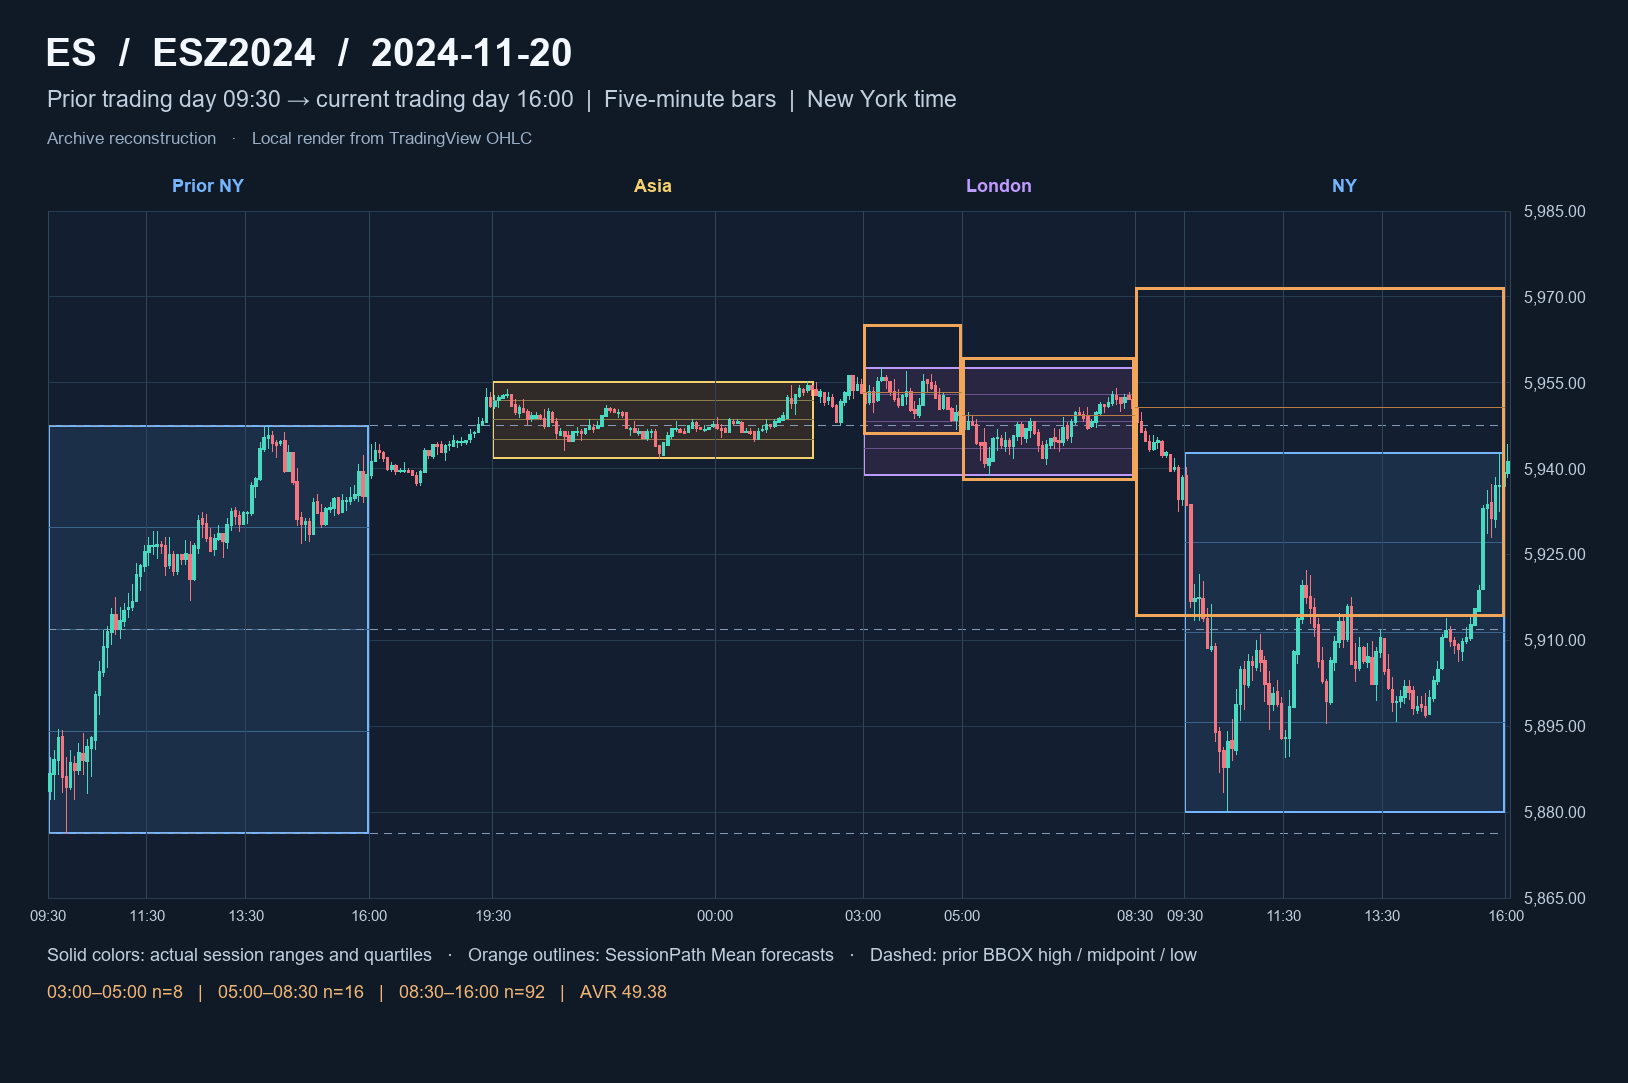 ES / ESZ2024 / 2024-11-20
Prior trading day 09:30 → current trading day 16:00 | Five-minute bars | New York time
Archive reconstruction · Local render from TradingView OHLC
Prior NY Asia London NY
5,985.00
5,970.00
5,955.00
5,940.00
5,925.00
5,910.00
5,895.00
5,880.00
5,865.00
09:30 11:30 13:30 16:00 19:30 00:00 03:00 05:00 08:30 09:30 11:30 13:30 16:00
Solid colors: actual session ranges and quartiles · Orange outlines: SessionPath Mean forecasts · Dashed: prior BBOX high / midpoint / low
03:00–05:00 n=8 | 05:00–08:30 n=16 | 08:30–16:00 n=92 | AVR 49.38